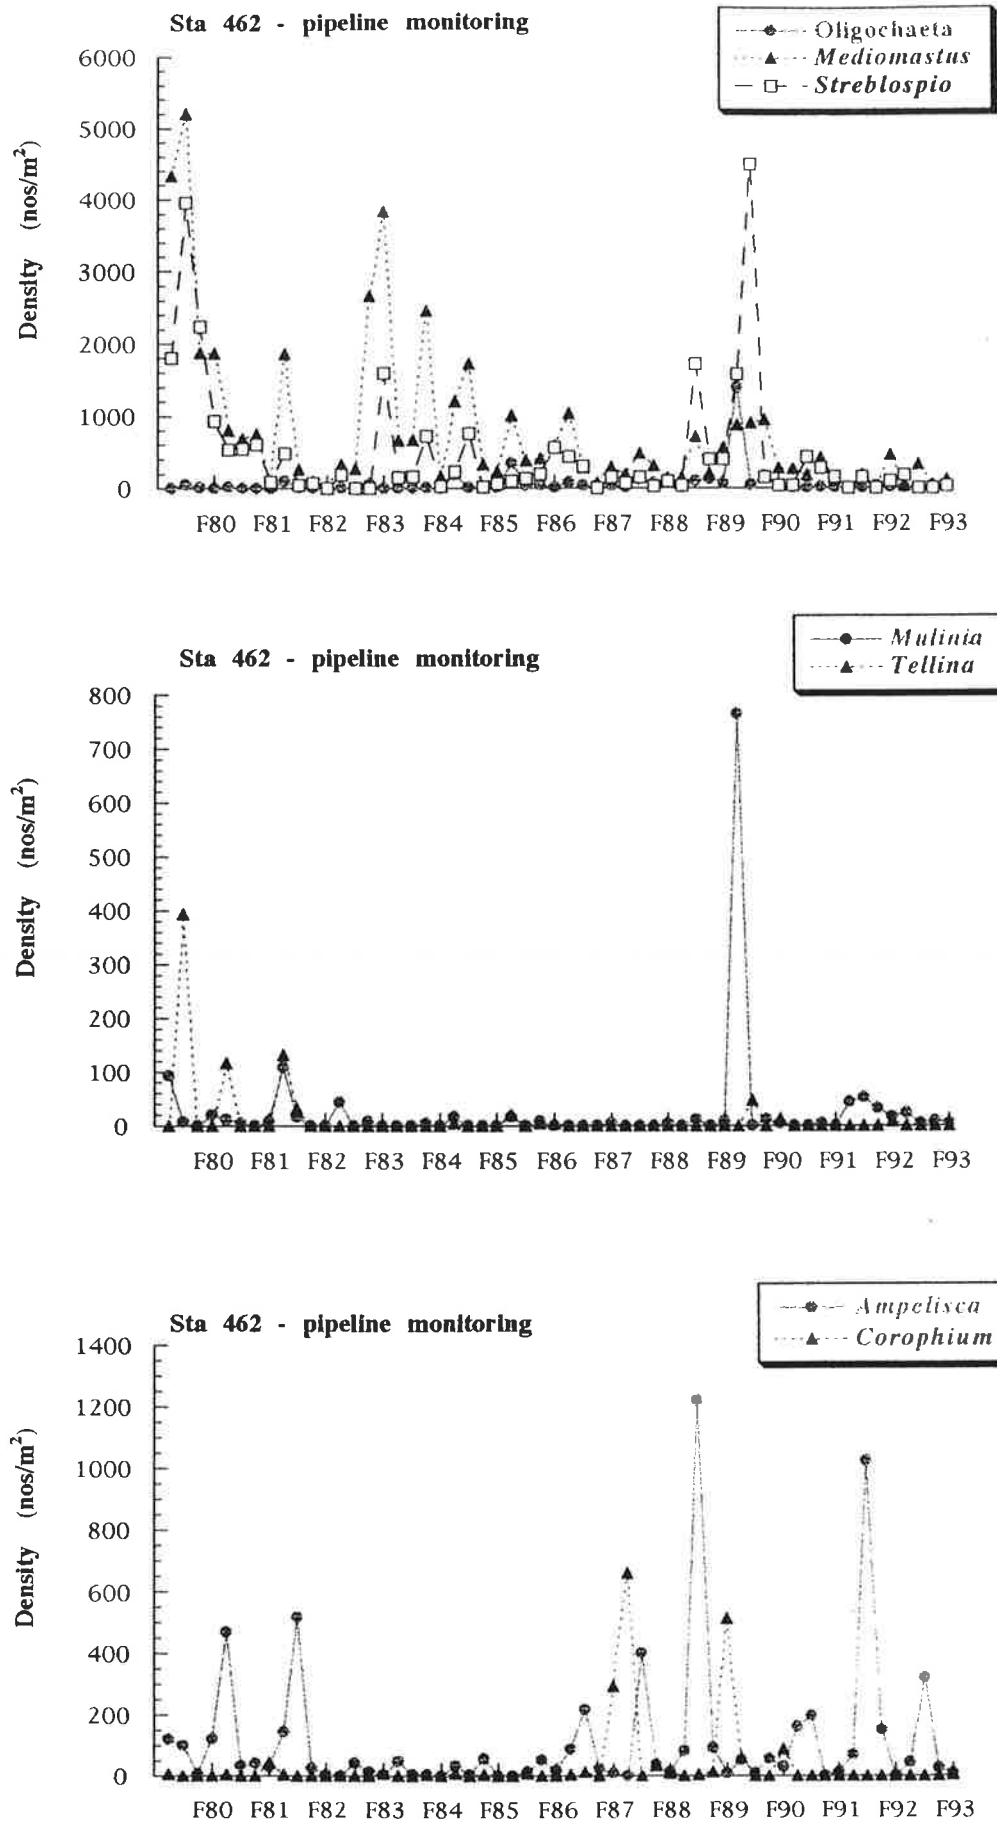 Sta 462 - pipeline monitoring
Oligochaeta
Mediomastus
Streblospio
Density (nos/m²)
6000
5000
4000
3000
2000
1000
0
F80 F81 F82 F83 F84 F85 F86 F87 F88 F89 F90 F91 F92 F93
Sta 462 - pipeline monitoring
Mulinia
Tellina
Density (nos/m²)
800
700
600
500
400
300
200
100
0
F80 F81 F82 F83 F84 F85 F86 F87 F88 F89 F90 F91 F92 F93
Sta 462 - pipeline monitoring
Ampelisca
Corophium
Density (nos/m²)
1400
1200
1000
800
600
400
200
0
F80 F81 F82 F83 F84 F85 F86 F87 F88 F89 F90 F91 F92 F93